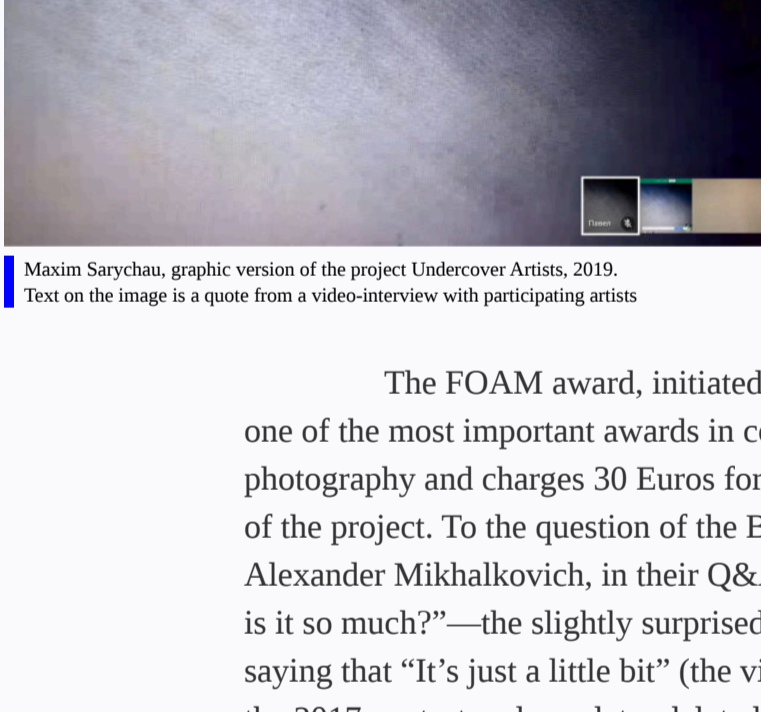 Памен
Maxim Sarychau, graphic version of the project Undercover Artists, 2019.
Text on the image is a quote from a video-interview with participating artists
The FOAM award, initiated
one of the most important awards in c
photography and charges 30 Euros for
of the project. To the question of the B
Alexander Mikhalkovich, in their Q&
is it so much?”—the slightly surprised
saying that “It’s just a little bit” (the vi